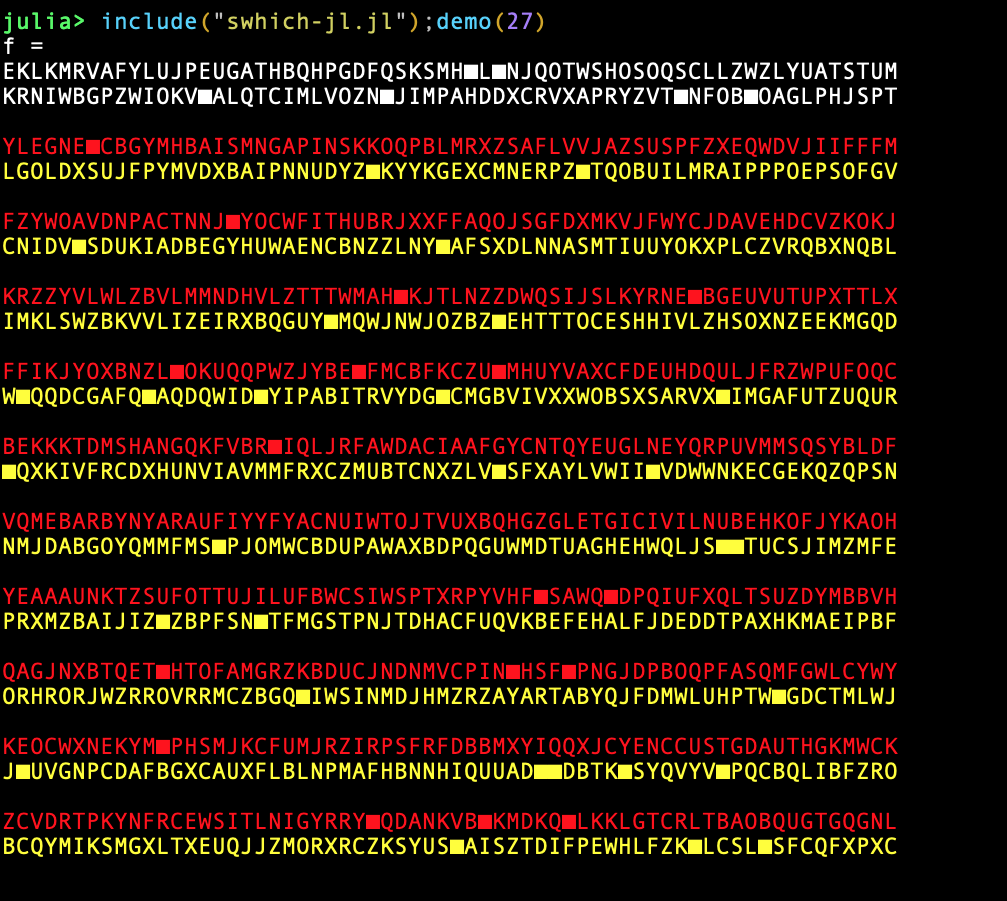 julia> include("swhich-jl.jl");demo(27)
f =
EKLKMRVAFYLUJPEUGATHBQHPGDFQSKSMH■L■NJQOTWSHOSOQSCLLZWZLYUATSTUM
KRNIWBGPZWIOKV■ALQTCIMLVOZN■JIMPAHDDXCRVXAPRYZVT■NFOB■OAGLPHJSPT
YLEGNE■CBGYMHBAISMNGAPINSKKOQPBLMRXZSAFLVVJAZSUSPFZXEQWDVJIIFFFM
LGOLDXSUJFPYMVDXBAIPNNUDYZ■KYYKGEXCMNERPZ■TQOBUILMRAIPPPOEPSOFGV
FZYWOAVDNPACTNNJ■YOCWFITHUBRJXXFFAQOJSGFDXMKVJFWYCJDAVEHDCVZKOKJ
CNIDV■SDUKIADBEGYHUWAENCBNZZLNY■AFSXDLNNASMTIUUYOKXPLCZVRQBXNQBL
KRZZYVLWLZBVLMMNDHVLZTTTWMAH■KJTLNZZDWQSIJSLKYRNE■BGEUVUTUPXTTLX
IMKLSWZBKVVLIZEIRXBQGUY■MQWJNWJOZBZ■EHTTTOCESHHIVLZHSOXNZEEKMGQD
FFIKJYOXBNZL■OKUQQPWZJYBE■FMCBFKCZU■MHUYVAXCFDEUHDQULJFRZWPUFOQC
W■QQDCGAFQ■AQDQWID■YIPABITRVYDG■CMGBVIVXXWOBSXSARVX■IMGAFUTZUQUR
BEKKKTDMSHANGQKFVBR■IQLJRFAWDACIAAFGYCNTQYEUGLNEYQRPUVMMSQSYBLDF
■QXKIVFRCDXHUNVIAVMMFRXCZMUBTCNXZLV■SFXAYLVWII■VDWWNKECGEKQZQPSN
VQMEBARBYNYARAUFIYYFYACNUIWTOJTVUXBQHGZGLETGICIVILNUBEHKOFJYKAOH
NMJDABGOYQMMFMS■PJOMWCBDUPAWAXBDPQGUWMDTUAGHEHWQLJS■■TUCSJIMZMFE
YEAAAUNKTZSUFOTTUJILUFBWCSIWSPTXRPYVHF■SAWQ■DPQIUFXQLTSUZDYMBBVH
PRXMZBAIJIZ■ZBPFSN■TFMGSTPNJTDHACFUQVKBEFEHALFJDEDDTPAXHKMAEIPBF
QAGJNXBTQET■HTOFAMGRZKBDUCJNDNMVCPIN■HSF■PNGJDPBOQPFASQMFGWLCYWY
ORHRORJWZRROVRRMCZBGQ■IWSINMDJHMZRZAYARTABYQJFDMWLUHPTW■GDCTMLWJ
KEOCWXNEKYM■PHSMJKCFUMJRZIRPSFRFDBBMXYIQQXJCYENCCUSTGDAUTHGKMWCK
J■UVGNPCDAFBGXCAUXFLBLNPMAFHBNNHIQUUAD■■DBTK■SYQVYV■PQCBQLIBFZRO
ZCVDRTPKYNFRCEWSITLNIGYRRY■QDANKVB■KMDKQ■LKKLGTCRLTBAOBQUGTGQGNL
BCQYMIKSMGXLTXEUQJJZMORXRCZKSYUS■AISZTDIFPEWHLFZK■LCSL■SFCQFXPXC